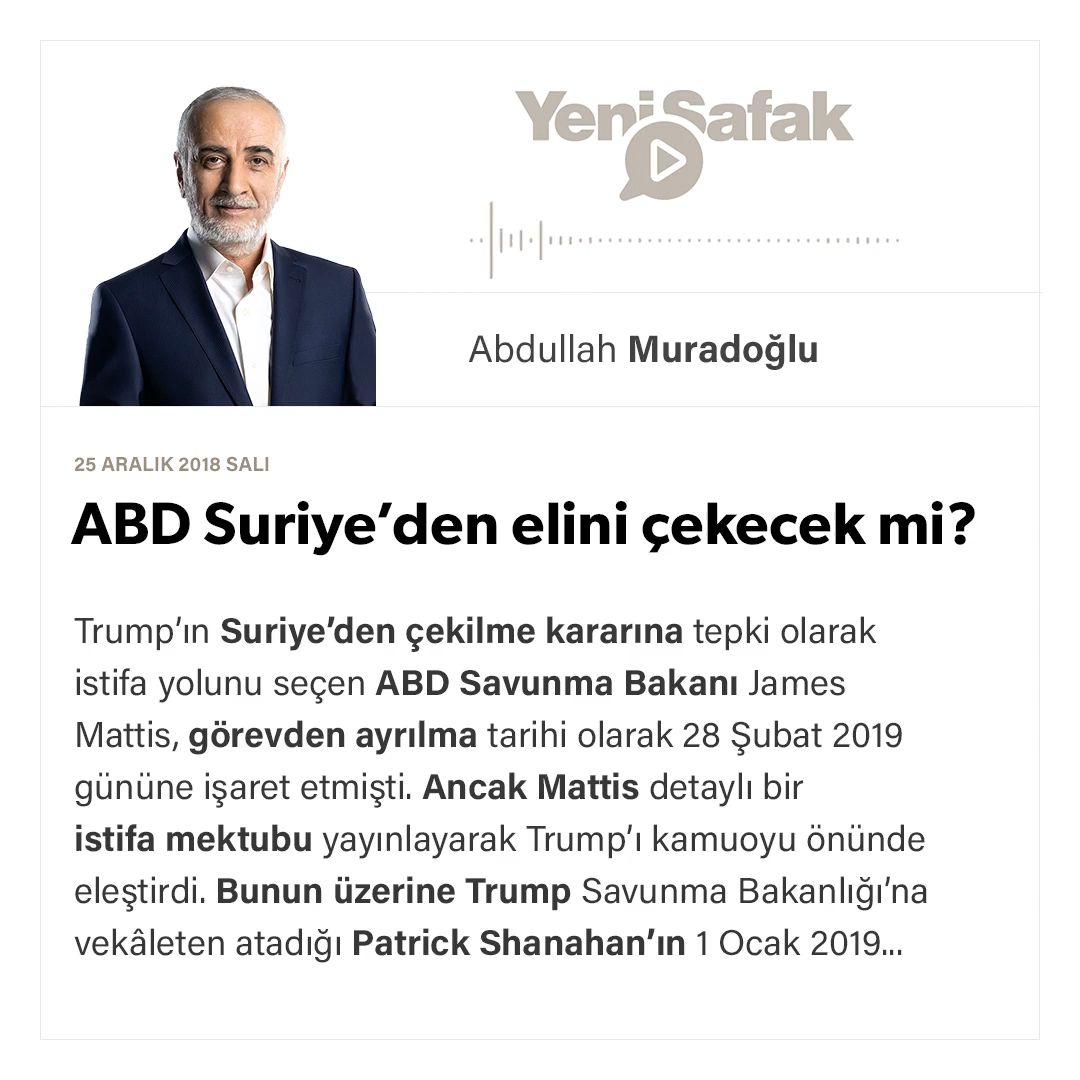 YeniŞafak
Abdullah Muradoğlu
25 ARALIK 2018 SALI
ABD Suriye’den elini çekecek mi?
Trump’ın Suriye’den çekilme kararına tepki olarak
istifa yolunu seçen ABD Savunma Bakanı James
Mattis, görevden ayrılma tarihi olarak 28 Şubat 2019
gününe işaret etmişti. Ancak Mattis detaylı bir
istifa mektubu yayınlayarak Trump’ı kamuoyu önünde
eleştirdi. Bunun üzerine Trump Savunma Bakanlığı’na
vekâleten atadığı Patrick Shanahan’ın 1 Ocak 2019...